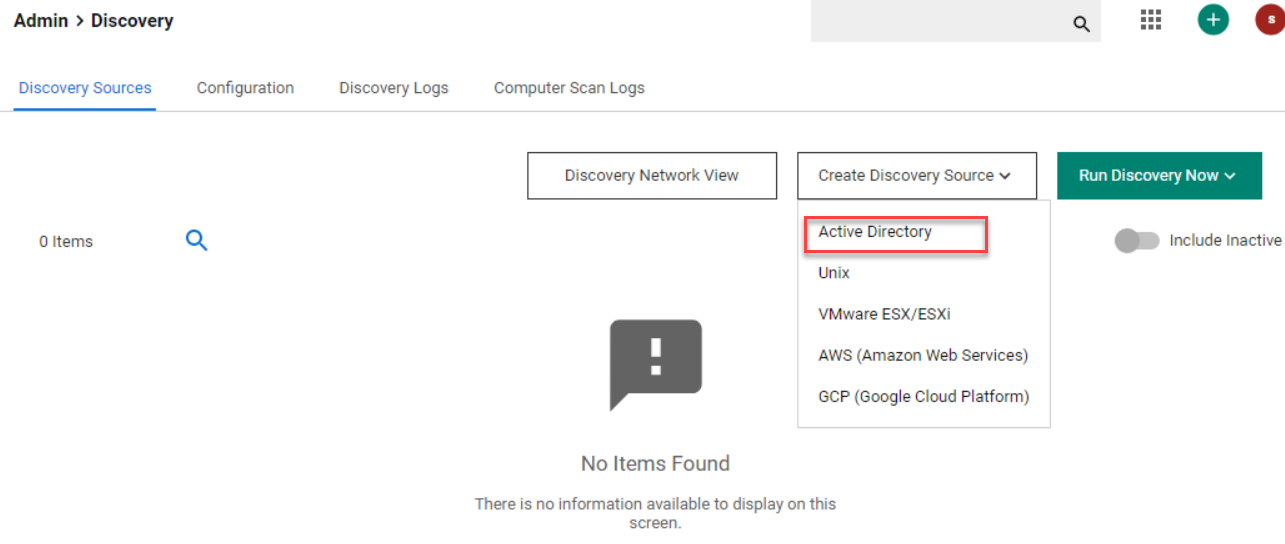 Admin > Discovery
S
Discovery Sources Configuration Discovery Logs Computer Scan Logs
Discovery Network View Create Discovery Source Run Discovery Now
0 Items Include Inactive
Active Directory
Unix
VMware ESX/ESXi
AWS (Amazon Web Services)
GCP (Google Cloud Platform)
No Items Found
There is no information available to display on this
screen.